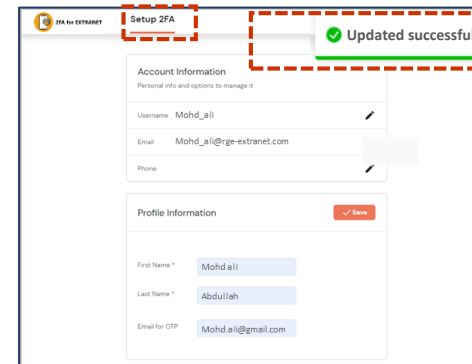 2FA for EXTRANET
Setup 2FA
Updated successful
Account Information
Personal info and options to manage it
Username Mohd_ali
Email Mohd_ali@rge-extranet.com
Phone
Profile Information
Save
First Name * Mohd ali
Last Name * Abdullah
Email for OTP Mohd.ali@gmail.com